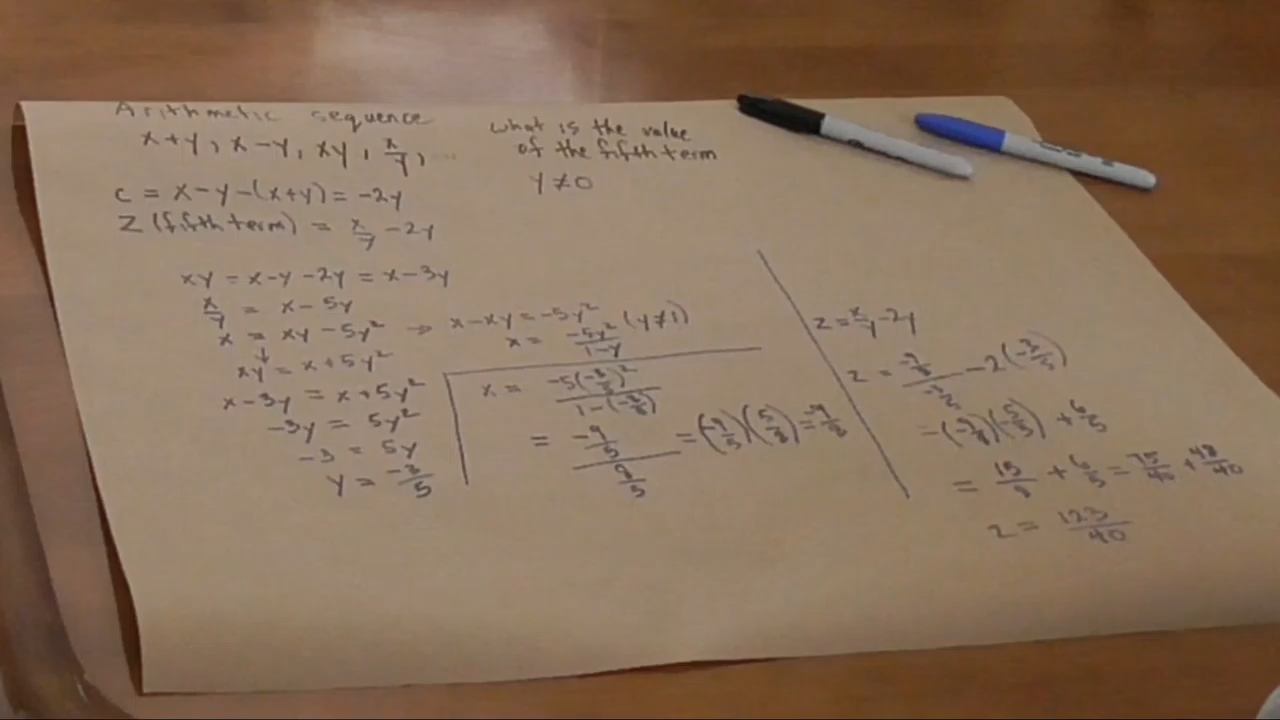 Arithmetic sequence
x+y, x-y, xy, x/y,
what is the value
of the fifth term
y≠0
c = x-y-(x+y) = -2y
Z (fifth term) = x/y -2y
xy = x-y-2y = x-3y
x/y = x-5y
x = xy-5y² → x-xy = -5y²
x = -5y²/1-y (y≠1)
xy = x+5y²
x-3y = x+5y²
-3y = 5y²
-3 = 5y
y = -3/5
x = -5(-3/5)²/1-(-3/5)
= -9/5 / 8/5 = (-9/5)(5/8) = -9/8
z = x/y-2y
z = -9/8 / -3/5 -2(-3/5)
=(-9/8)(-5/3) + 6/5
= 15/8 + 6/5 = 75/40 + 48/40
z = 123/40